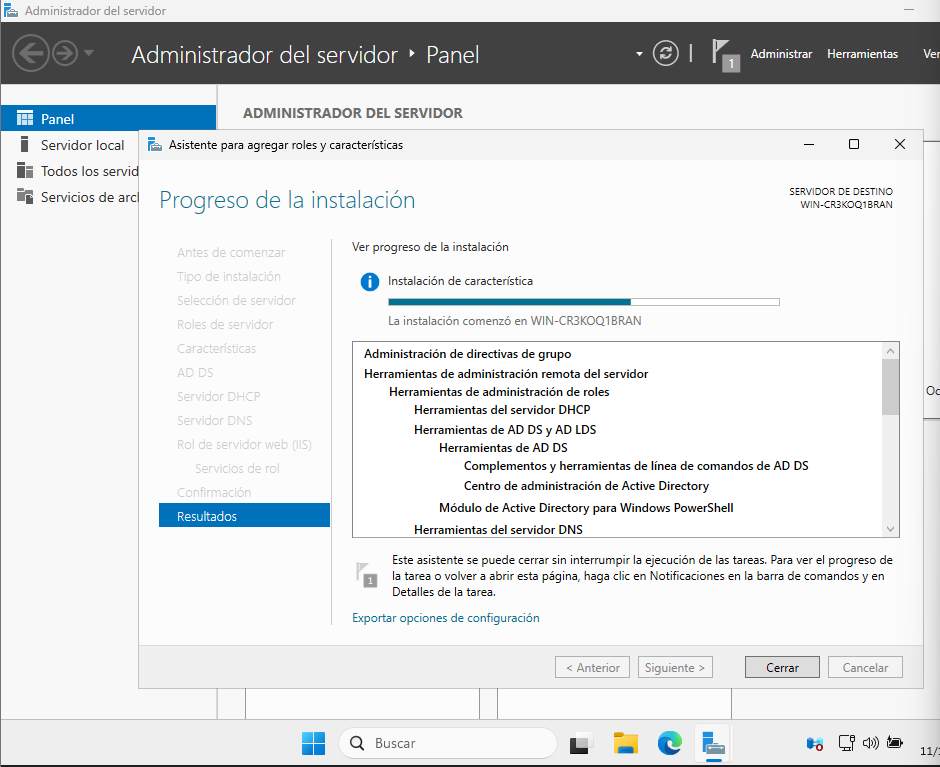 Administrador del servidor
Administrador del servidor ‣ Panel
1
Administrar
Herramientas
Ver
Panel
Servidor local
Todos los servid
Servicios de arc
ADMINISTRADOR DEL SERVIDOR
Asistente para agregar roles y características
Progreso de la instalación
SERVIDOR DE DESTINO
WIN-CR3KOQ1BRAN
Antes de comenzar
Tipo de instalación
Selección de servidor
Roles de servidor
Características
AD DS
Servidor DHCP
Servidor DNS
Rol de servidor web (IIS)
Servicios de rol
Confirmación
Resultados
Ver progreso de la instalación
Instalación de característica
La instalación comenzó en WIN-CR3KOQ1BRAN
Administración de directivas de grupo
Herramientas de administración remota del servidor
Herramientas de administración de roles
Herramientas del servidor DHCP
Herramientas de AD DS y AD LDS
Herramientas de AD DS
Complementos y herramientas de línea de comandos de AD DS
Centro de administración de Active Directory
Módulo de Active Directory para Windows PowerShell
Herramientas del servidor DNS
1
Este asistente se puede cerrar sin interrumpir la ejecución de las tareas. Para ver el progreso de
la tarea o volver a abrir esta página, haga clic en Notificaciones en la barra de comandos y en
Detalles de la tarea.
Exportar opciones de configuración
< Anterior
Siguiente >
Cerrar
Cancelar
Oc
Buscar
11/